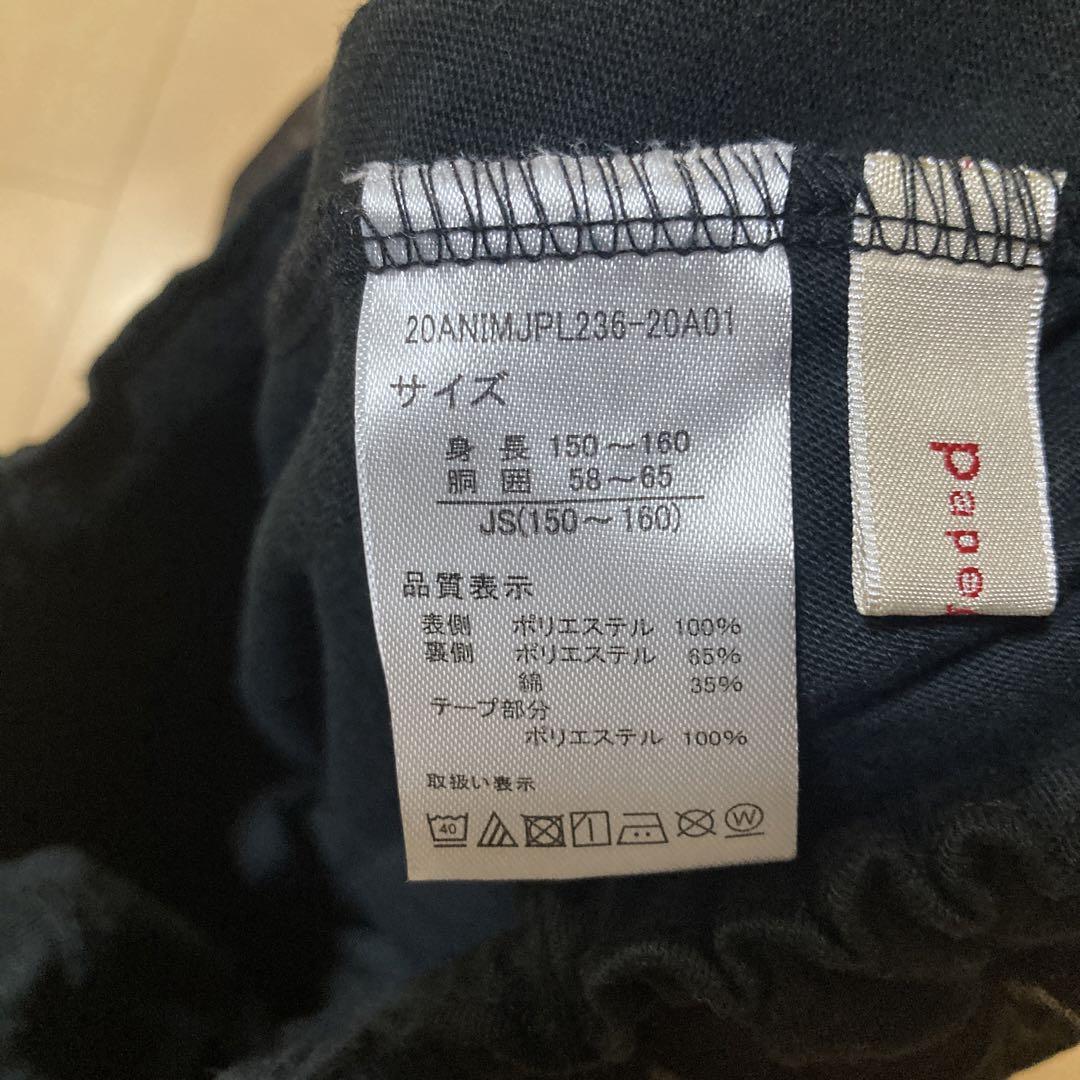 20ANIMJPL236-20A01
サイズ
身長 150～160
胴囲 58～65
JS(150～160)
品質表示
表側 ポリエステル 100%
裏側 ポリエステル 65%
綿 35%
テープ部分
ポリエステル 100%
取扱い表示
40
W